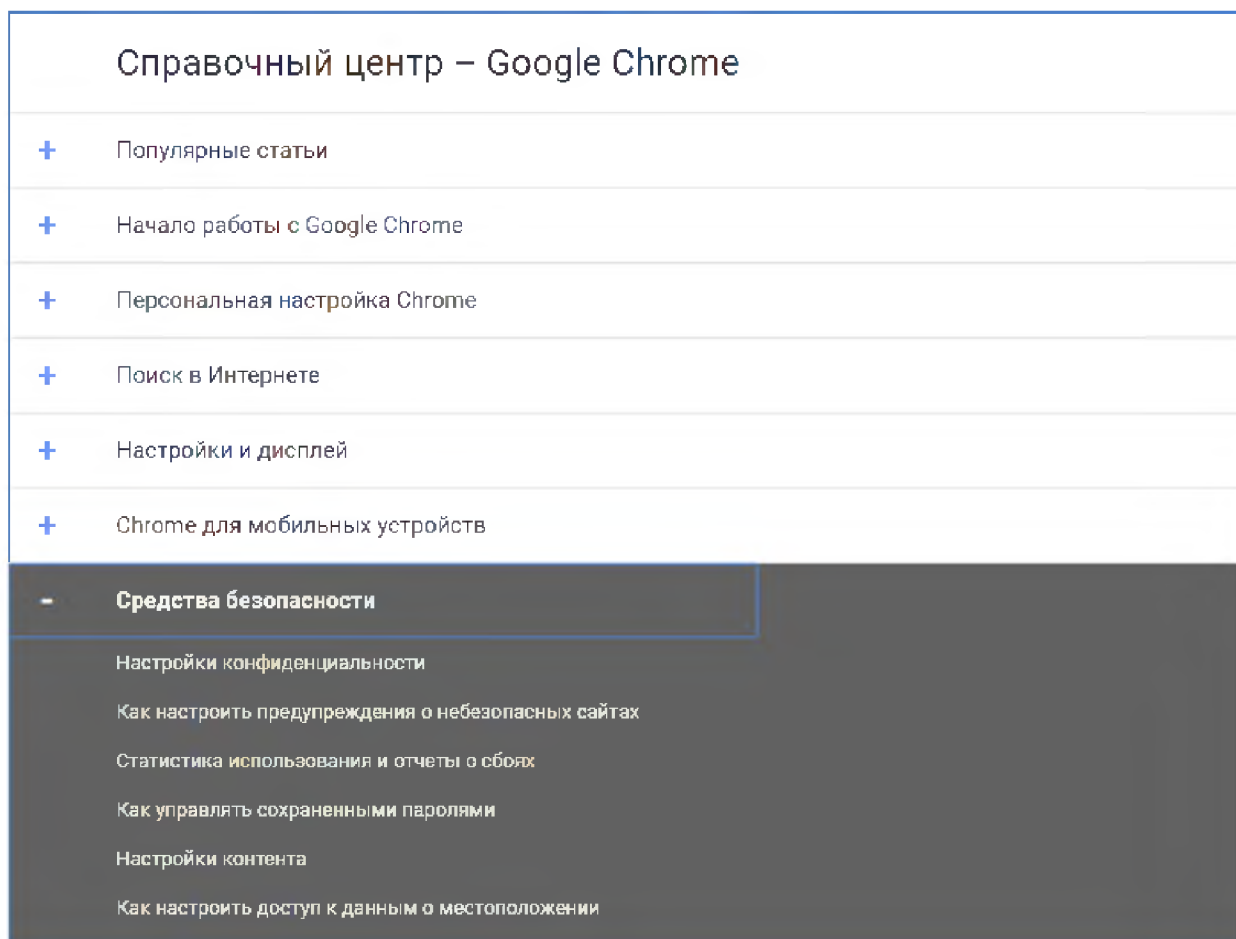 Справочный центр – Google Chrome
+ Популярные статьи
+ Начало работы с Google Chrome
+ Персональная настройка Chrome
+ Поиск в Интернете
+ Настройки и дисплей
+ Chrome для мобильных устройств
- Средства безопасности
Настройки конфиденциальности
Как настроить предупреждения о небезопасных сайтах
Статистика использования и отчеты о сбоях
Как управлять сохраненными паролями
Настройки контента
Как настроить доступ к данным о местоположении